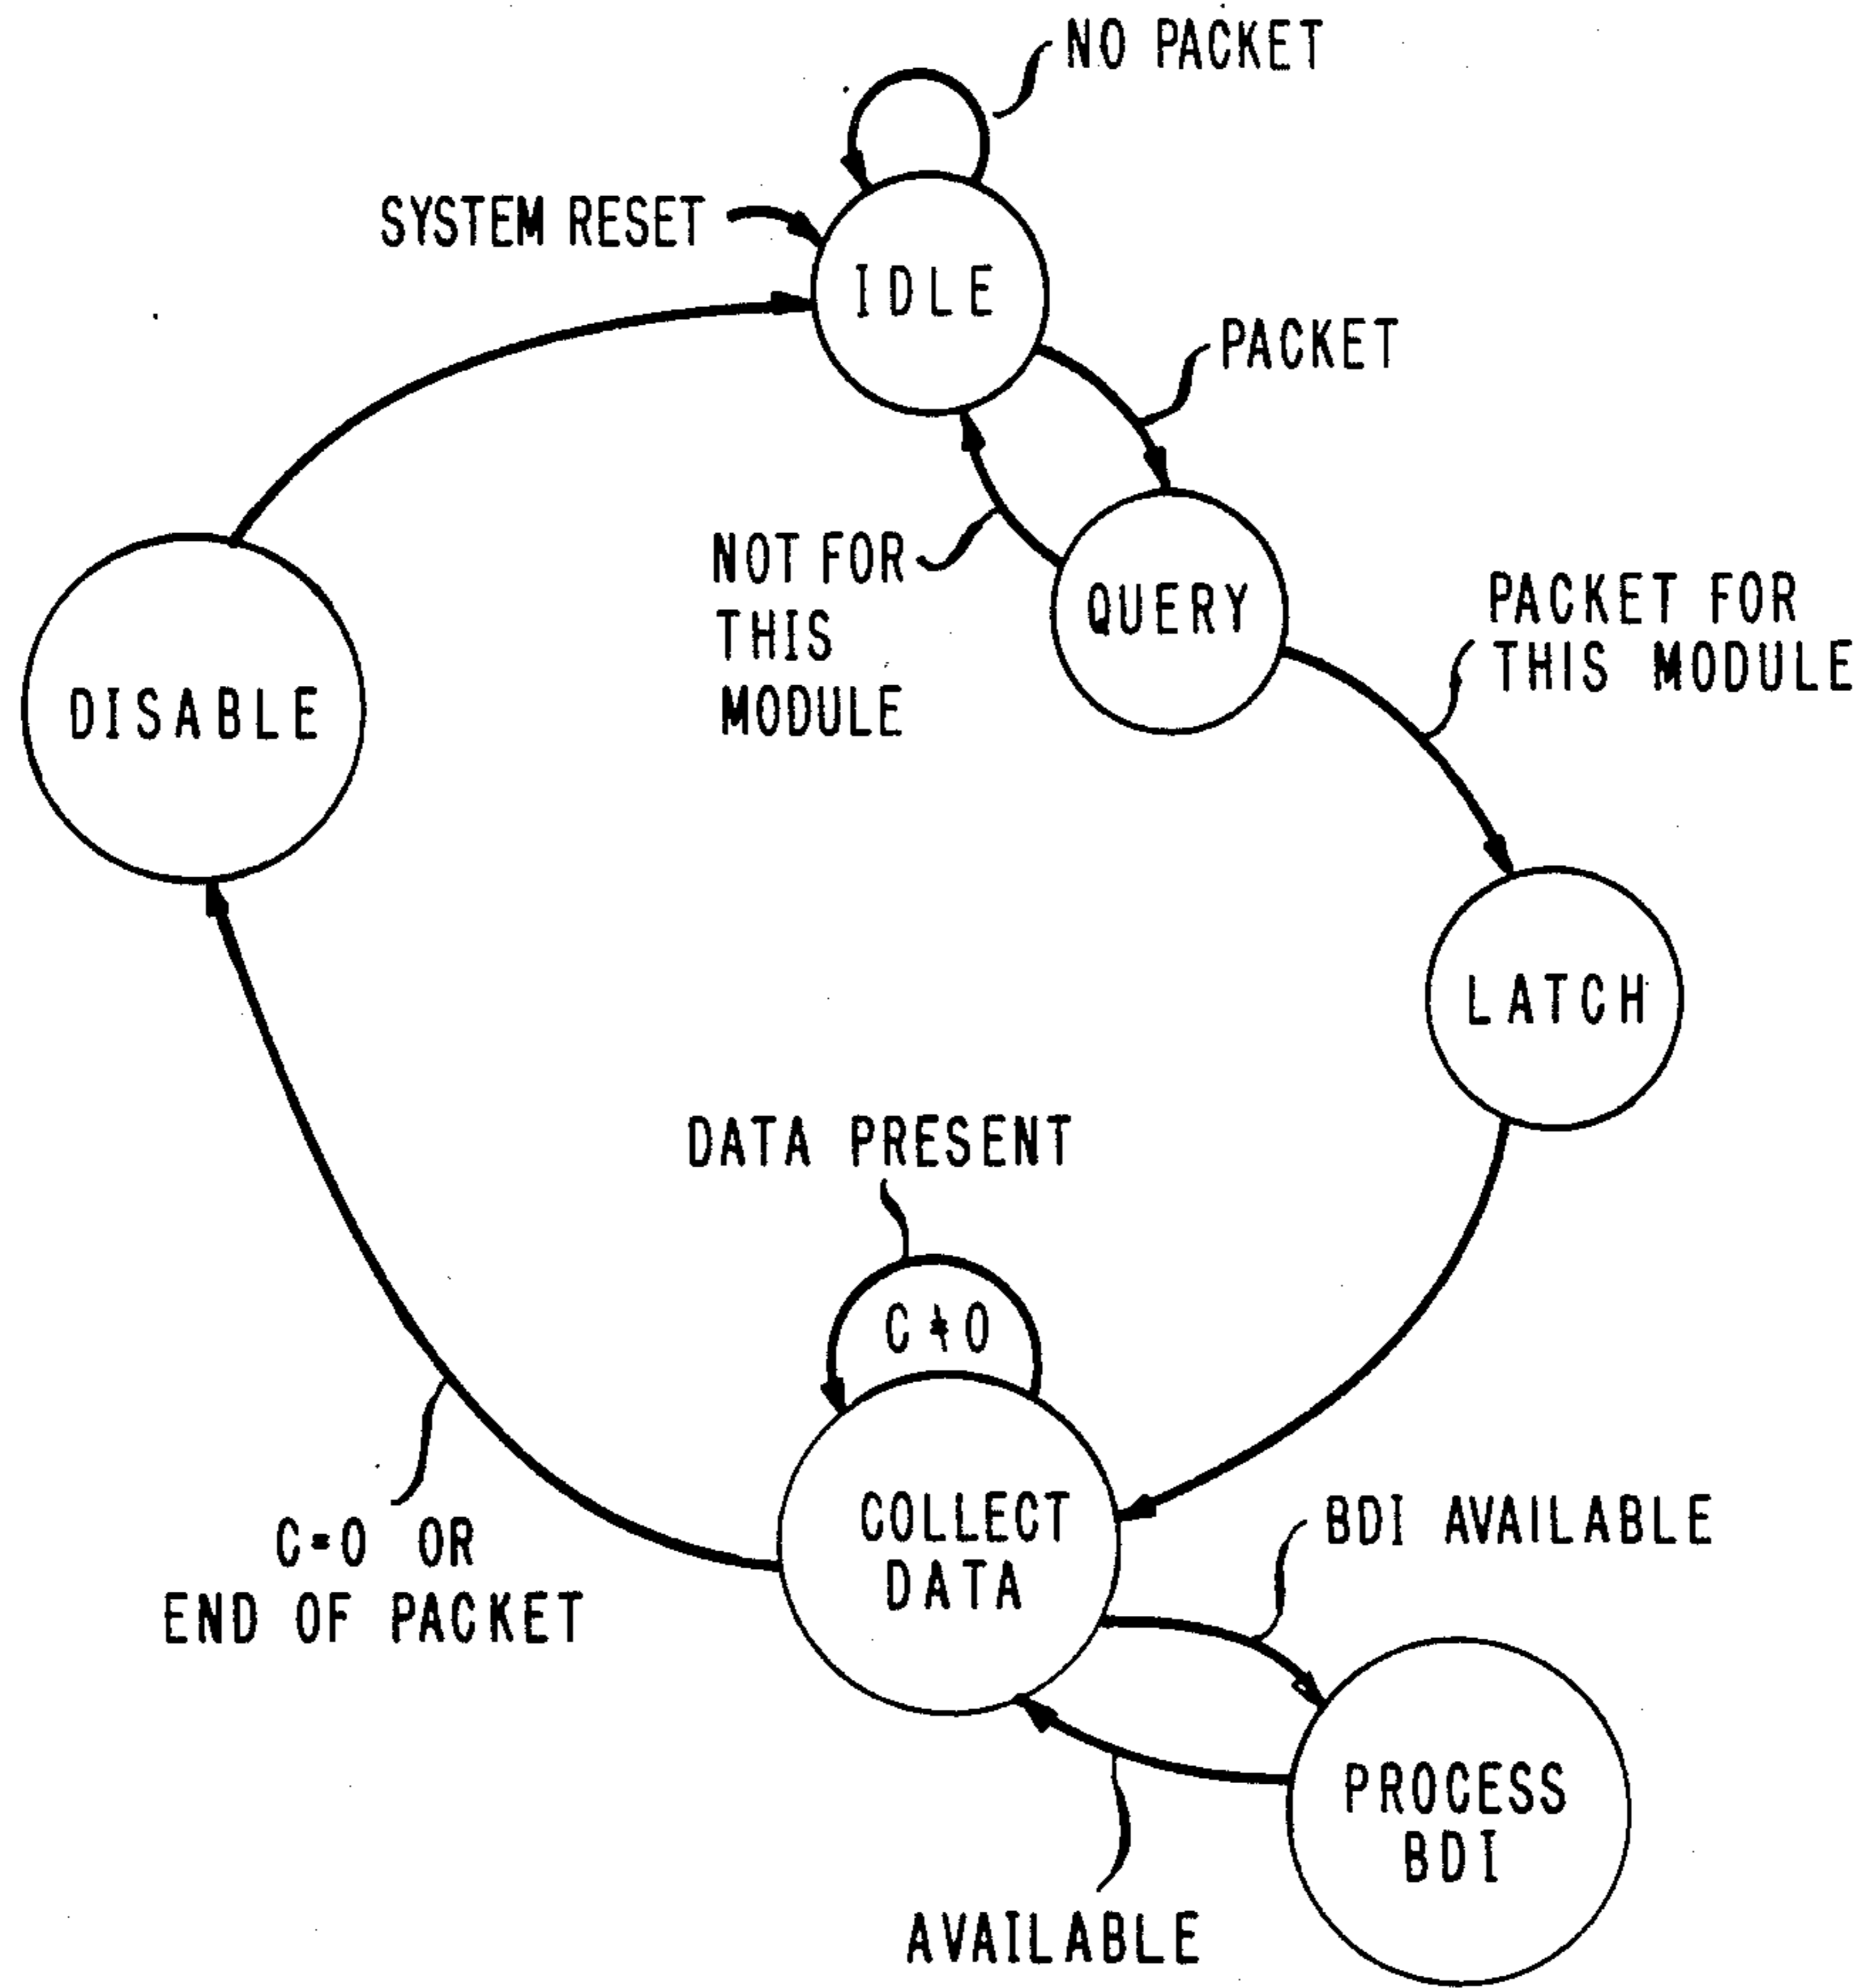 NO PACKET
SYSTEM RESET
IDLE
PACKET
NOT FOR
THIS
MODULE
QUERY
PACKET FOR
THIS MODULE
DISABLE
LATCH
DATA PRESENT
C ≠ 0
COLLECT
DATA
BDI AVAILABLE
C=0 OR
END OF PACKET
PROCESS
BDI
AVAILABLE